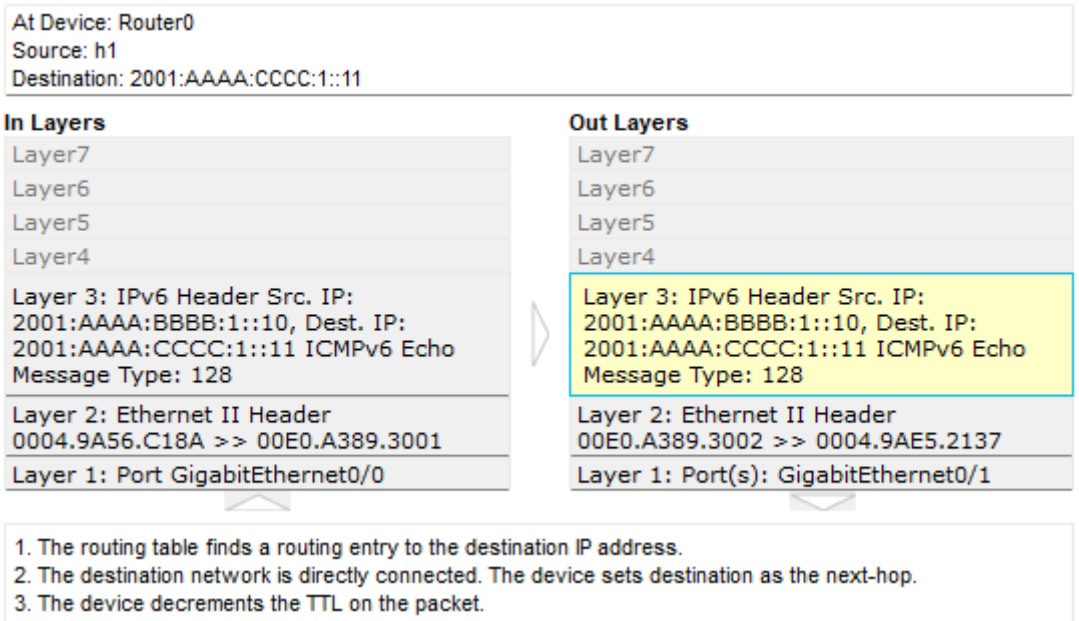 At Device: Router0
Source: h1
Destination: 2001:AAAA:CCCC:1::11
In Layers
Layer7
Layer6
Layer5
Layer4
Layer 3: IPv6 Header Src. IP:
2001:AAAA:BBBB:1::10, Dest. IP:
2001:AAAA:CCCC:1::11 ICMPv6 Echo
Message Type: 128
Layer 2: Ethernet II Header
0004.9A56.C18A >> 00E0.A389.3001
Layer 1: Port GigabitEthernet0/0
Out Layers
Layer7
Layer6
Layer5
Layer4
Layer 3: IPv6 Header Src. IP:
2001:AAAA:BBBB:1::10, Dest. IP:
2001:AAAA:CCCC:1::11 ICMPv6 Echo
Message Type: 128
Layer 2: Ethernet II Header
00E0.A389.3002 >> 0004.9AE5.2137
Layer 1: Port(s): GigabitEthernet0/1
1. The routing table finds a routing entry to the destination IP address.
2. The destination network is directly connected. The device sets destination as the next-hop.
3. The device decrements the TTL on the packet.